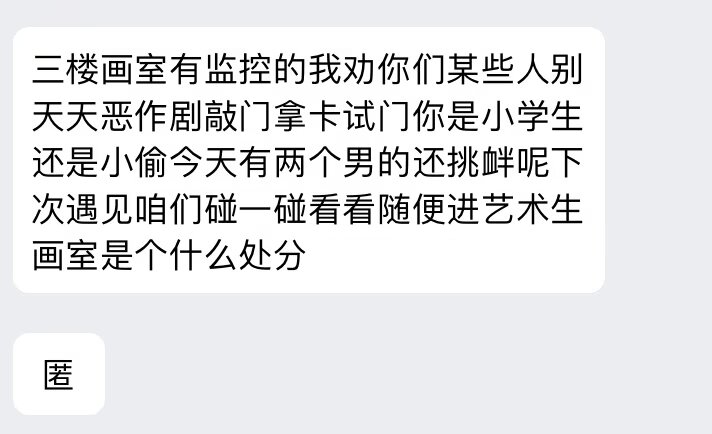 三楼画室有监控的我劝你们某些人别
天天恶作剧敲门拿卡试门你是小学生
还是小偷今天有两个男的还挑衅呢下
次遇见咱们碰一碰看看随便进艺术生
画室是个什么处分
匿